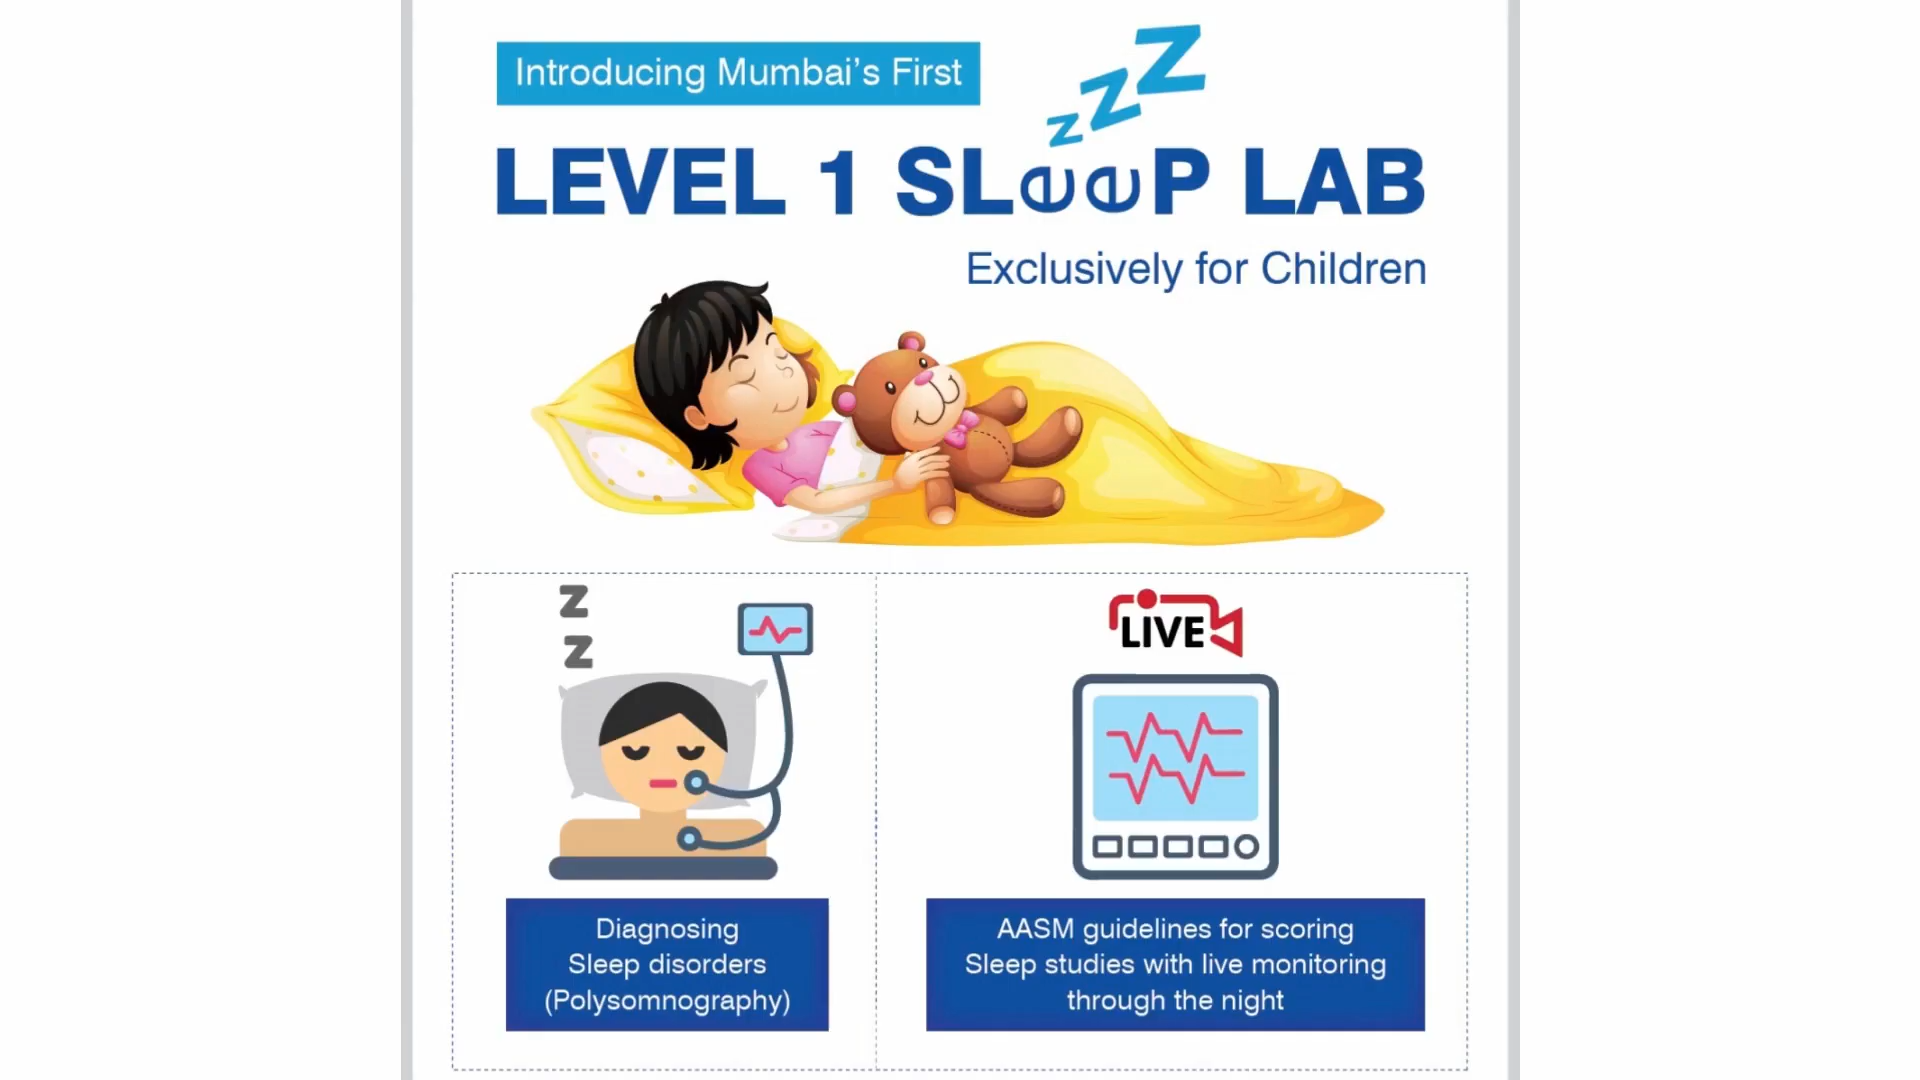 Introducing Mumbai's First
z z Z
LEVEL 1 SLeeP LAB
Exclusively for Children
z
z
LIVE
Diagnosing
Sleep disorders
(Polysomnography)
AASM guidelines for scoring
Sleep studies with live monitoring
through the night